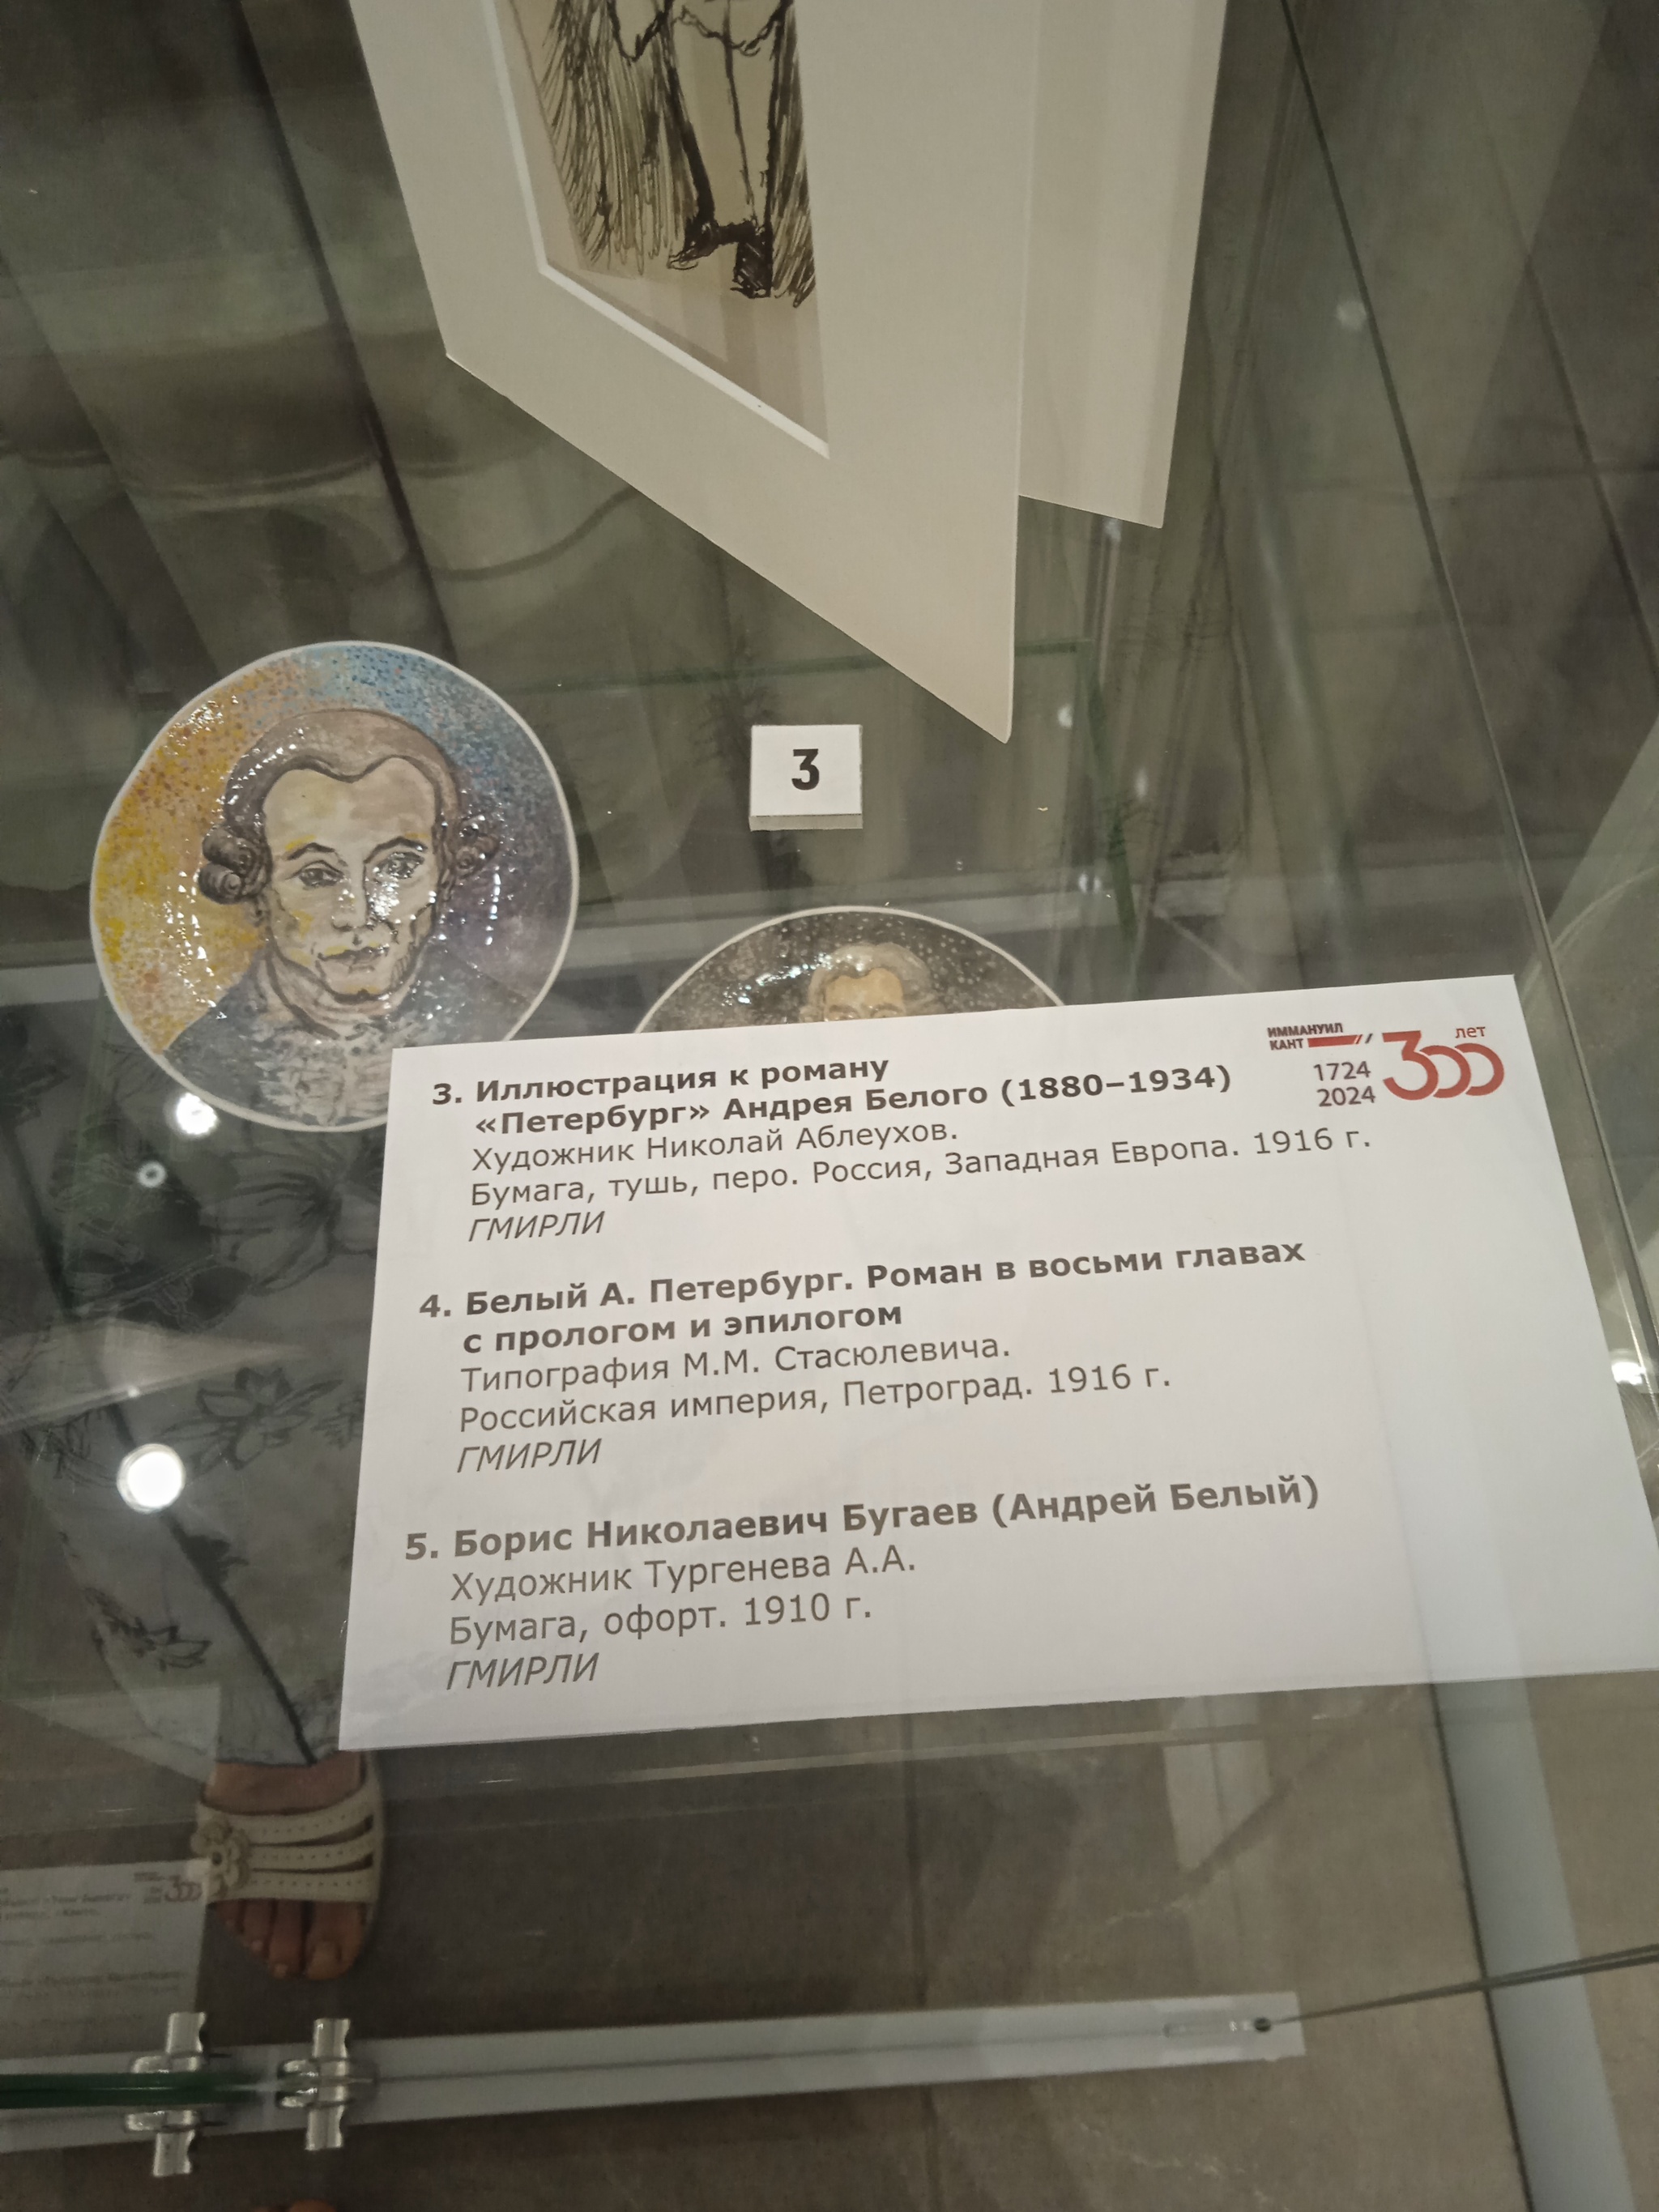 3
ИММАНУИЛ
КАНТ
лет
300
1724
2024
3. Иллюстрация к роману
«Петербург» Андрея Белого (1880–1934)
Художник Николай Аблеухов.
Бумага, тушь, перо. Россия, Западная Европа. 1916 г.
ГМИРЛИ
4. Белый А. Петербург. Роман в восьми главах
с прологом и эпилогом
Типография М.М. Стасюлевича.
Российская империя, Петроград. 1916 г.
ГМИРЛИ
5. Борис Николаевич Бугаев (Андрей Белый)
Художник Тургенева А.А.
Бумага, офорт. 1910 г.
ГМИРЛИ
300